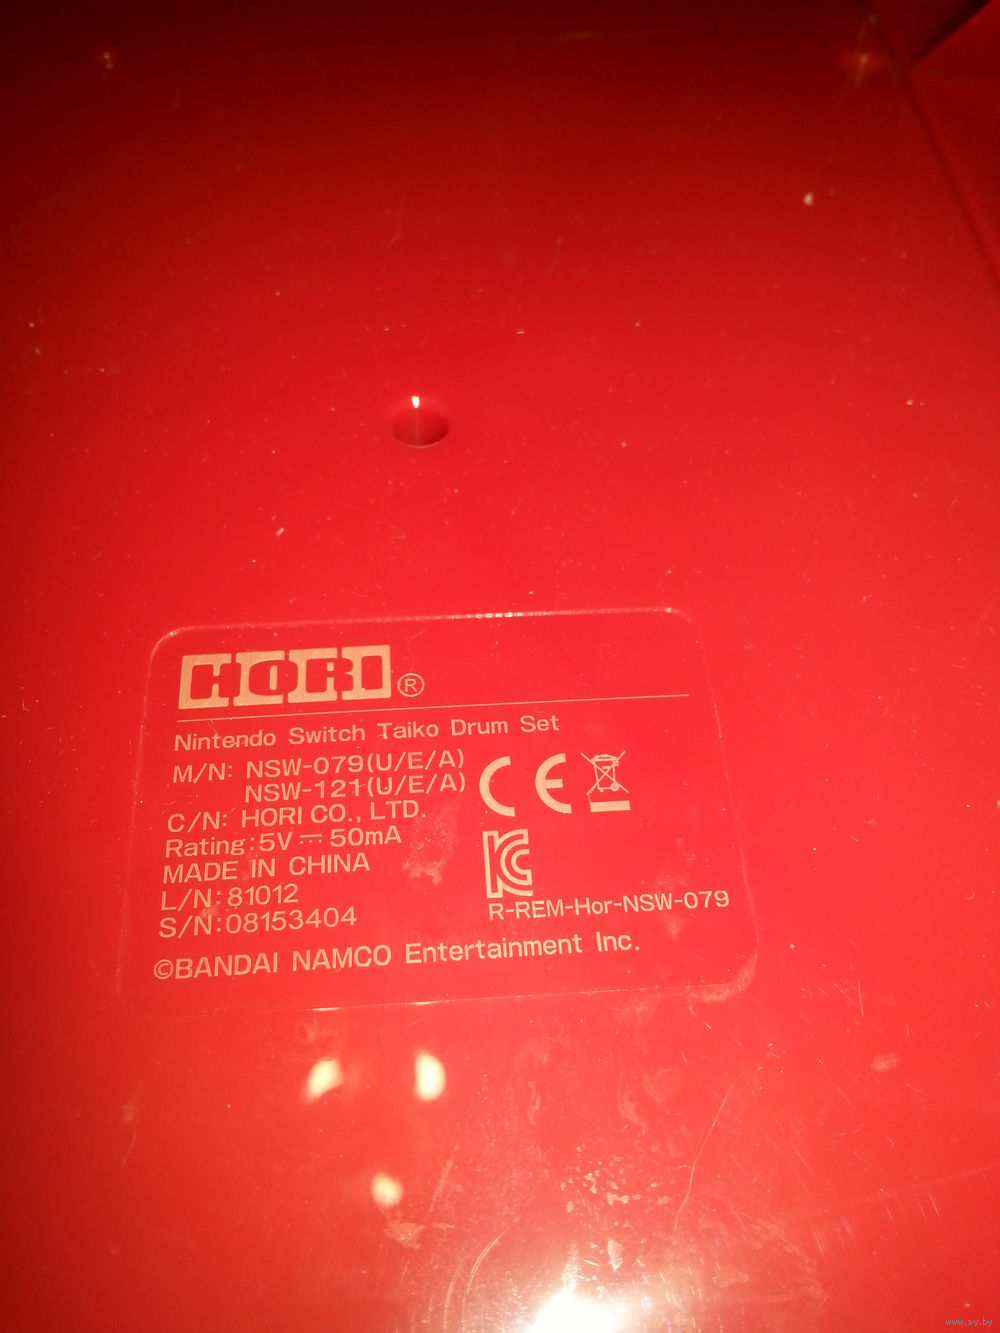 HORI®
Nintendo Switch Taiko Drum Set
M/N: NSW-079(U/E/A)
NSW-121(U/E/A)
C/N: HORI CO., LTD.
Rating:5V⎓50mA
MADE IN CHINA
L/N:81012
S/N:08153404
CE
R-REM-Hor-NSW-079
©BANDAI NAMCO Entertainment Inc.
www.ay.by